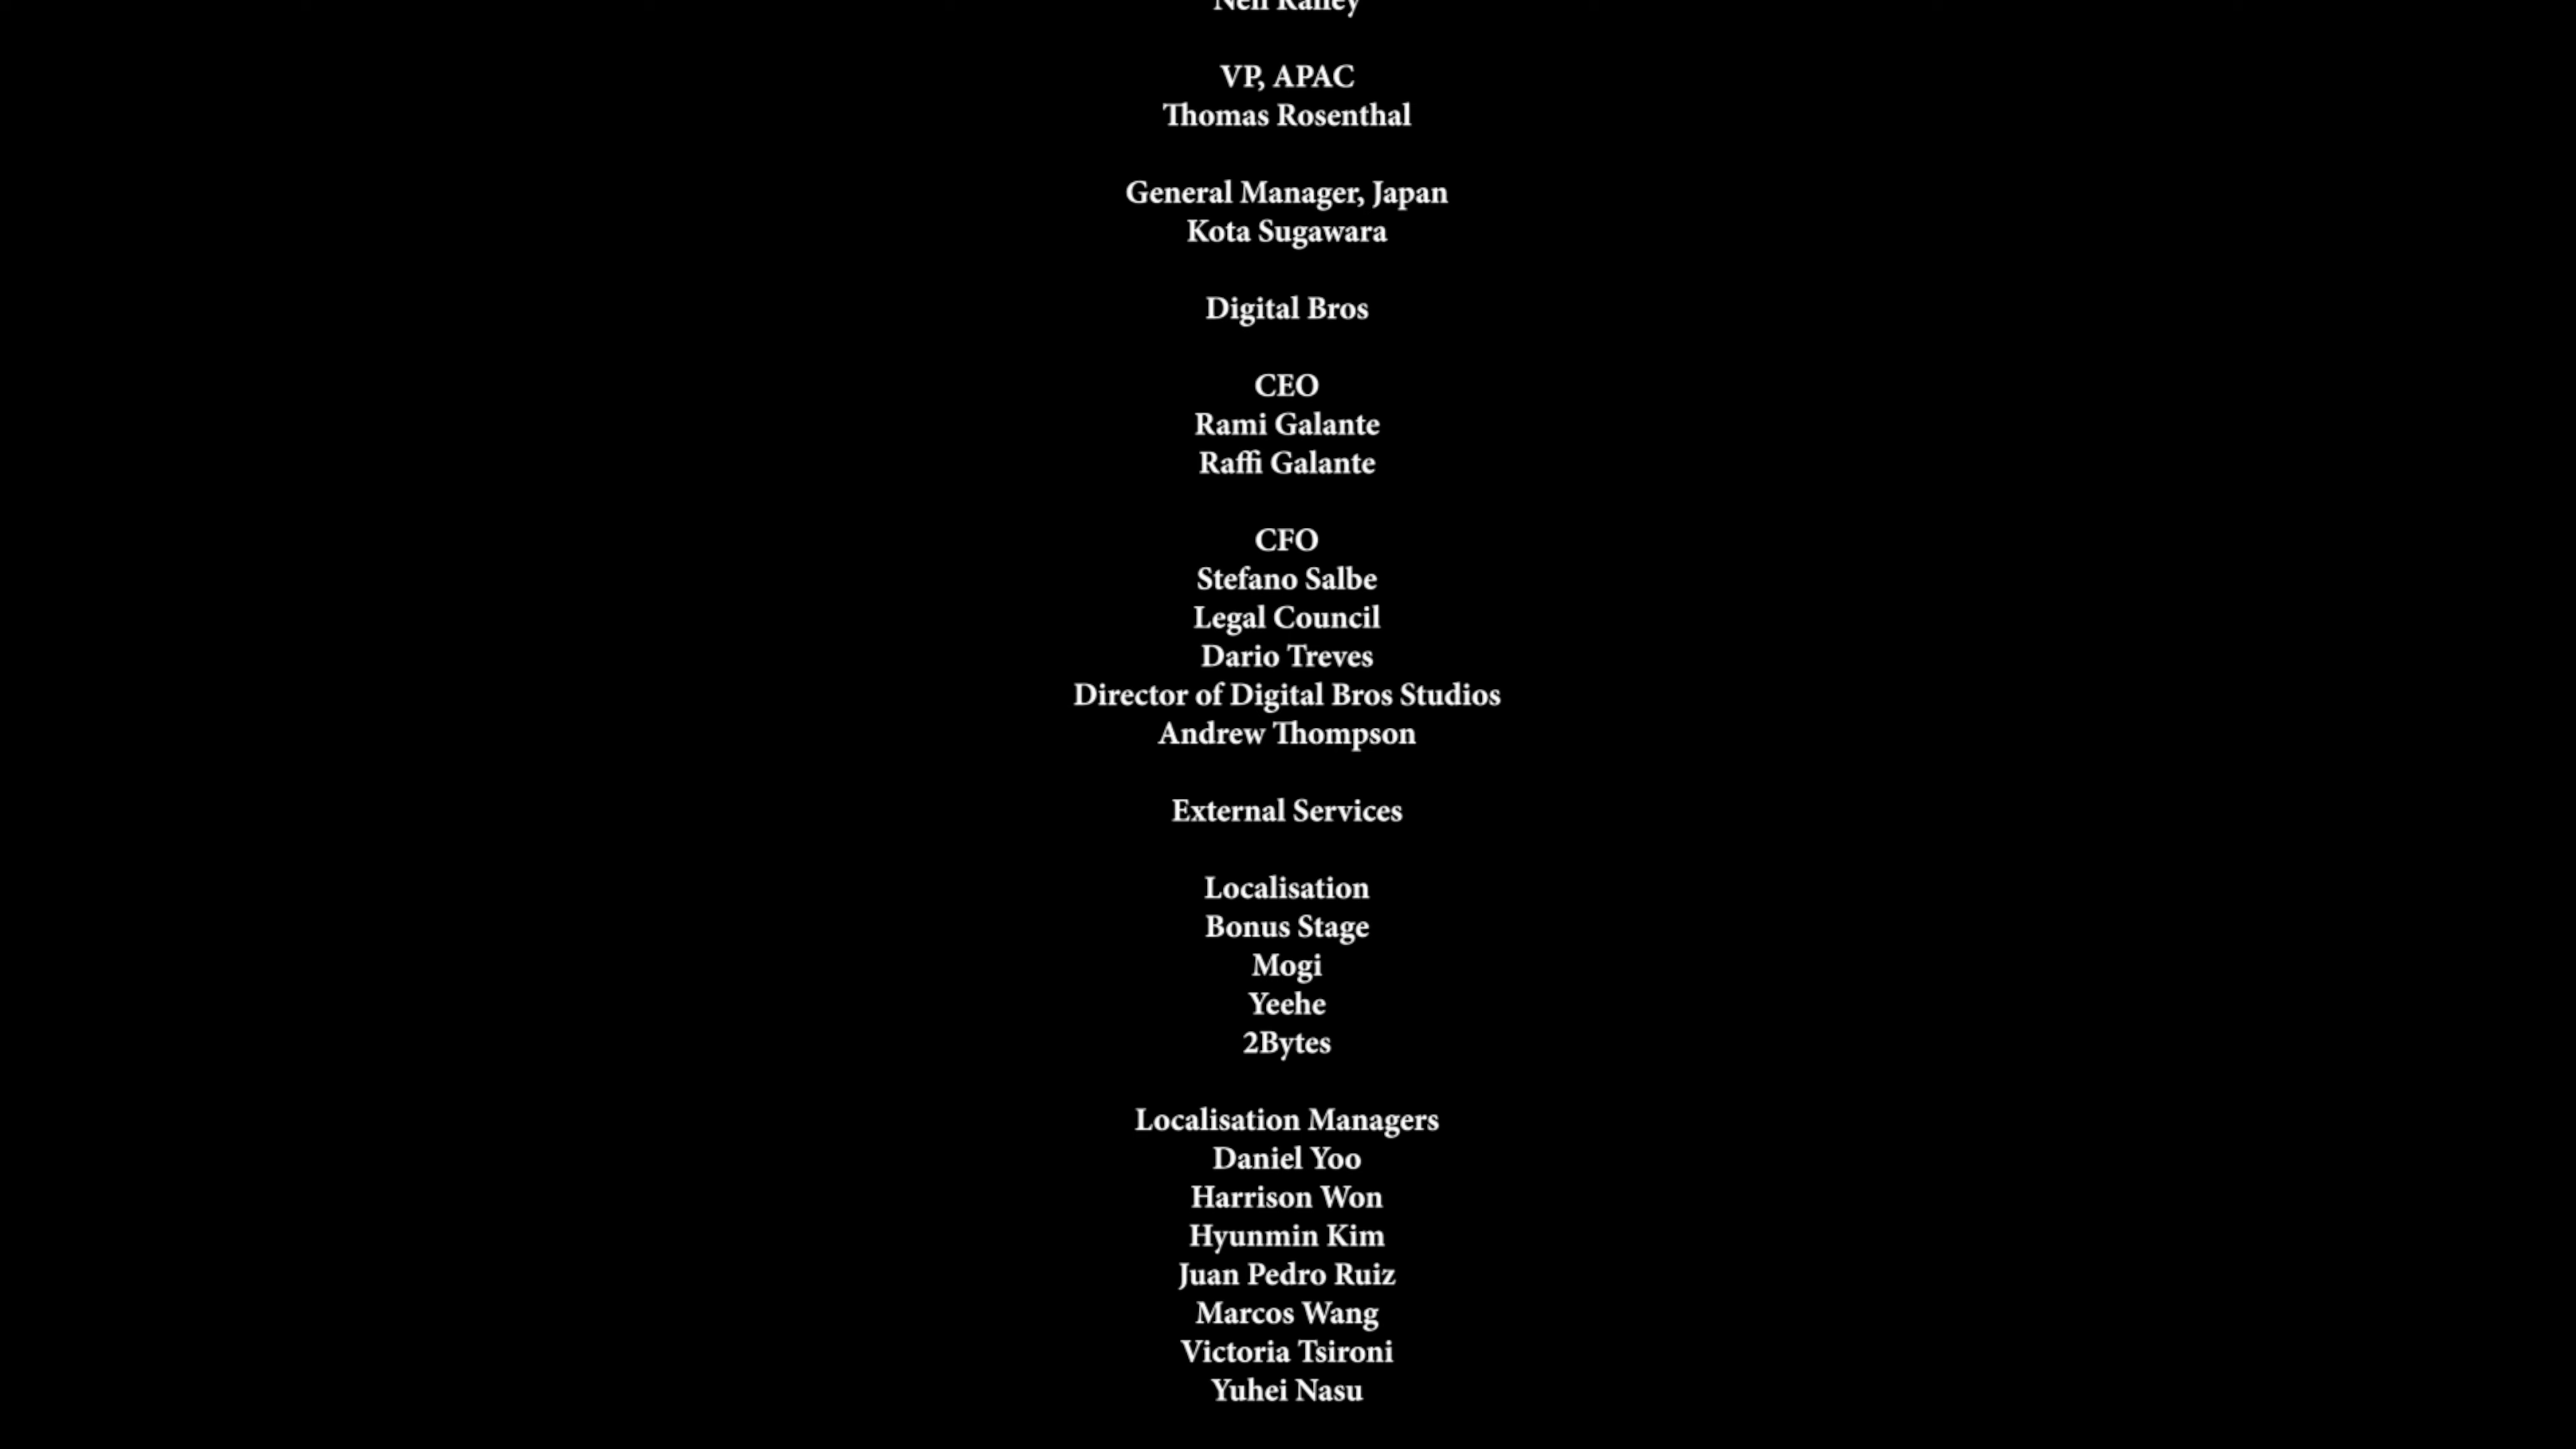 VP, APAC
Thomas Rosenthal
General Manager, Japan
Kota Sugawara
Digital Bros
CEO
Rami Galante
Raffi Galante
CFO
Stefano Salbe
Legal Council
Dario Treves
Director of Digital Bros Studios
Andrew Thompson
External Services
Localisation
Bonus Stage
Mogi
Yeehe
2Bytes
Localisation Managers
Daniel Yoo
Harrison Won
Hyunmin Kim
Juan Pedro Ruiz
Marcos Wang
Victoria Tsironi
Yuhei Nasu